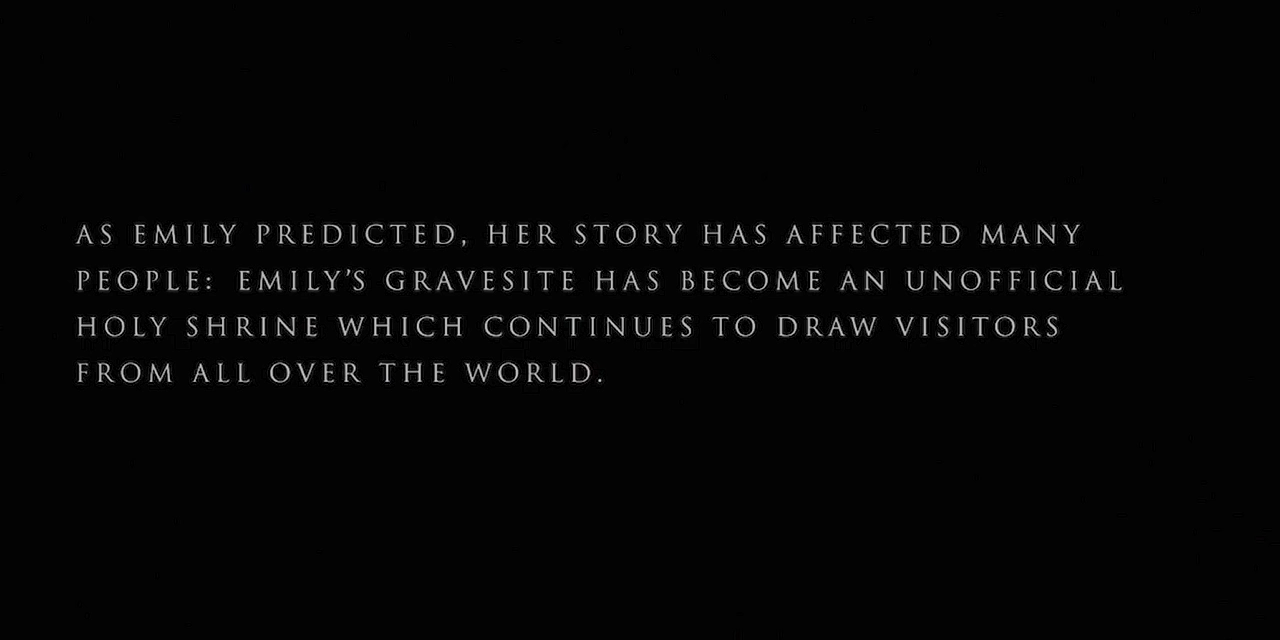 AS EMILY PREDICTED, HER STORY HAS AFFECTED MANY
PEOPLE: EMILY'S GRAVESITE HAS BECOME AN UNOFFICIAL
HOLY SHRINE WHICH CONTINUES TO DRAW VISITORS
FROM ALL OVER THE WORLD.